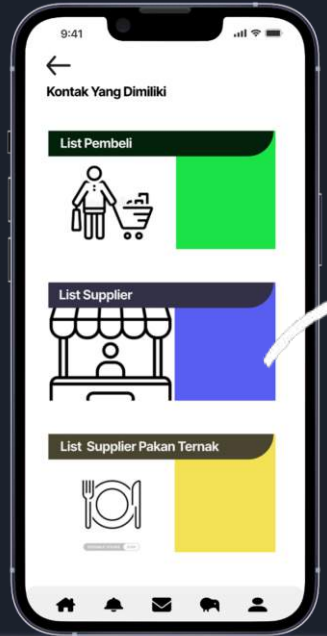 9:41
Kontak Yang Dimiliki
List Pembeli
List Supplier
List Supplier Pakan Ternak